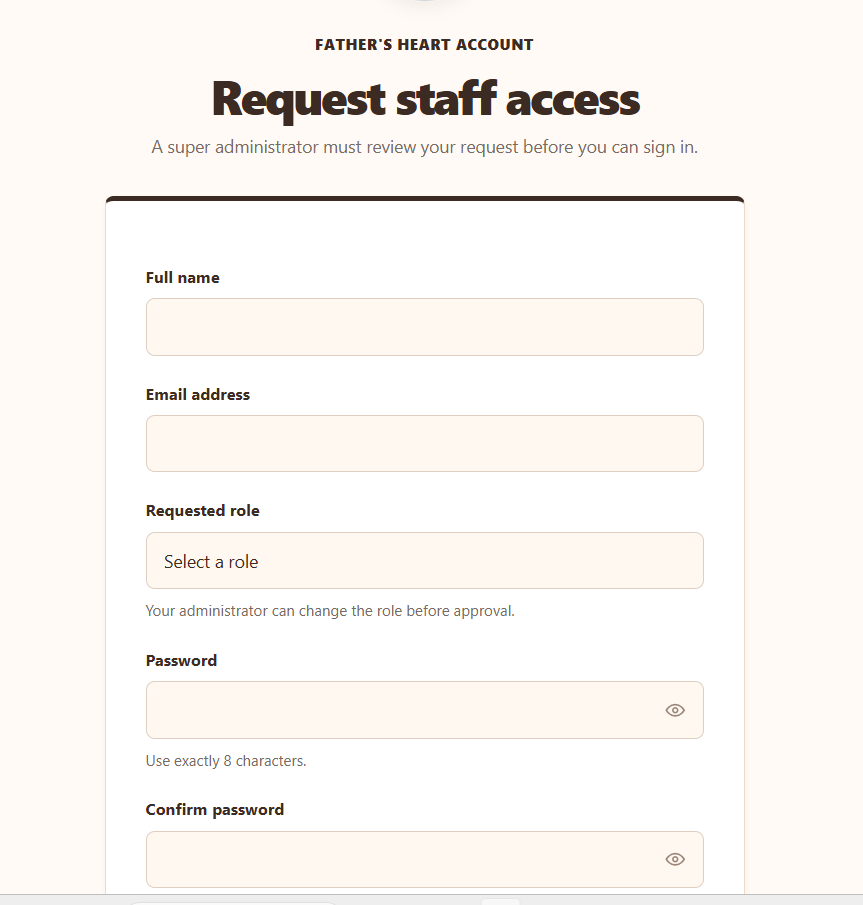 FATHER'S HEART ACCOUNT
Request staff access
A super administrator must review your request before you can sign in.
Full name
Email address
Requested role
Select a role
Your administrator can change the role before approval.
Password
Use exactly 8 characters.
Confirm password